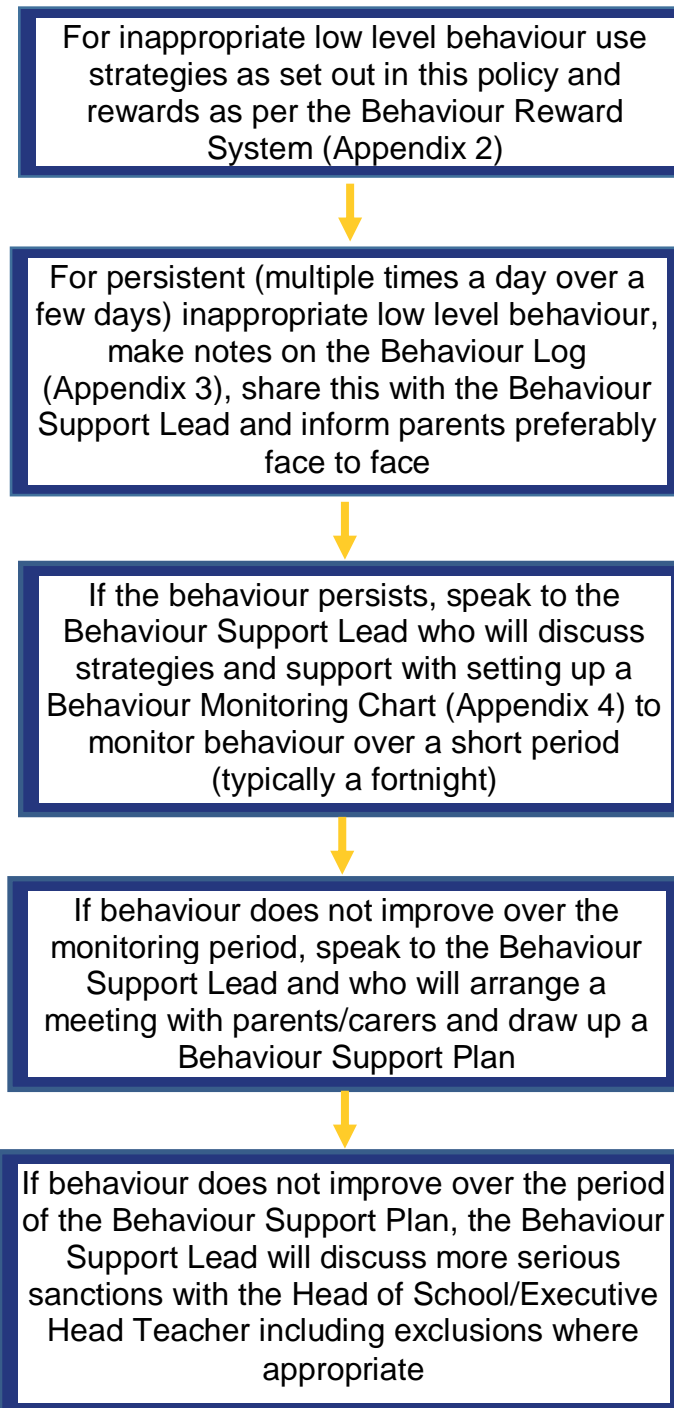 For inappropriate low level behaviour use
strategies as set out in this policy and
rewards as per the Behaviour Reward
System (Appendix 2)
For persistent (multiple times a day over a
few days) inappropriate low level behaviour,
make notes on the Behaviour Log
(Appendix 3), share this with the Behaviour
Support Lead and inform parents preferably
face to face
If the behaviour persists, speak to the
Behaviour Support Lead who will discuss
strategies and support with setting up a
Behaviour Monitoring Chart (Appendix 4) to
monitor behaviour over a short period
(typically a fortnight)
If behaviour does not improve over the
monitoring period, speak to the Behaviour
Support Lead and who will arrange a
meeting with parents/carers and draw up a
Behaviour Support Plan
If behaviour does not improve over the period
of the Behaviour Support Plan, the Behaviour
Support Lead will discuss more serious
sanctions with the Head of School/Executive
Head Teacher including exclusions where
appropriate